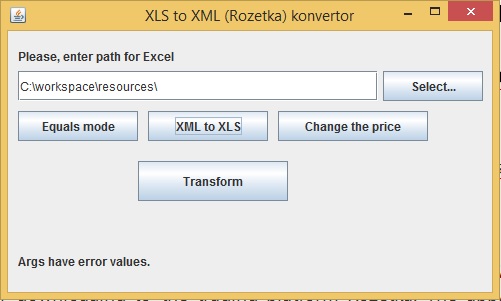 XLS to XML (Rozetka) konvertor
Please, enter path for Excel
C:\workspace\resources\
Select...
Equals mode
XML to XLS
Change the price
Transform
Args have error values.